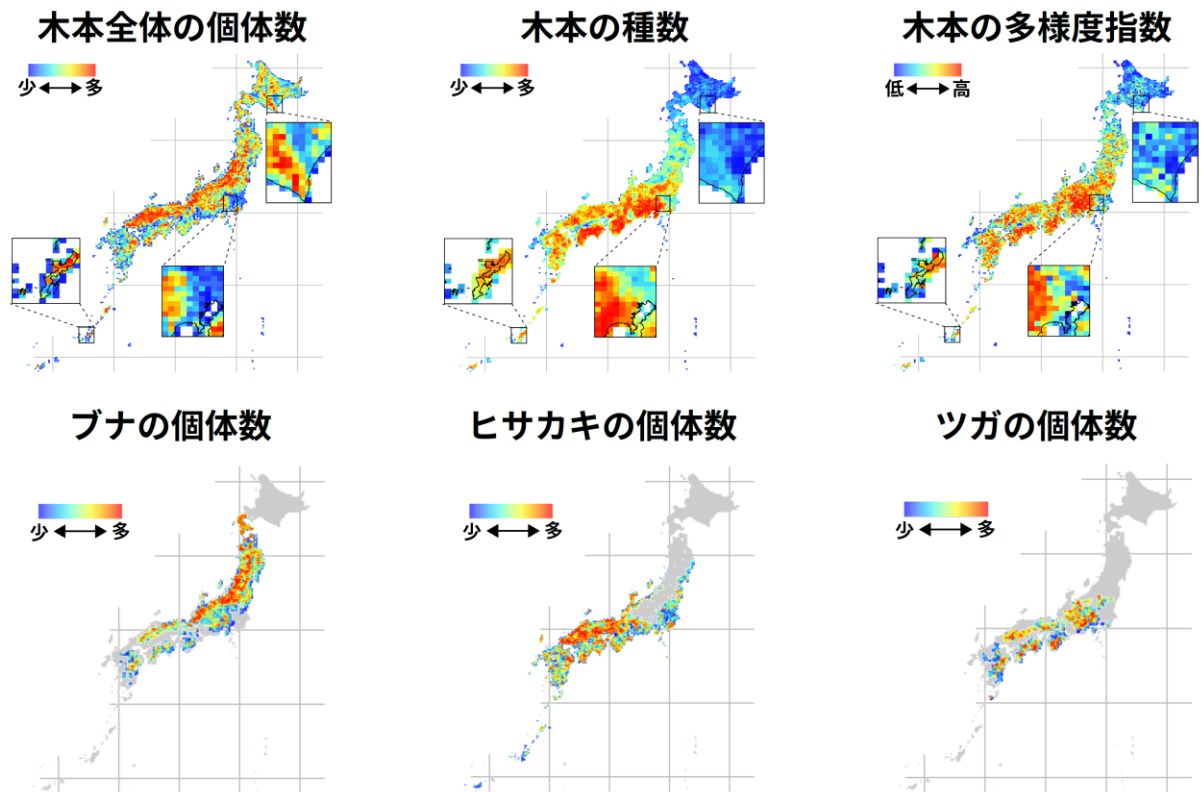 木本全体の個体数
木本の種数
木本の多様度指数
少 ↔ 多
少 ↔ 多
低 ↔ 高
ブナの個体数
ヒサカキの個体数
ツガの個体数
少 ↔ 多
少 ↔ 多
少 ↔ 多